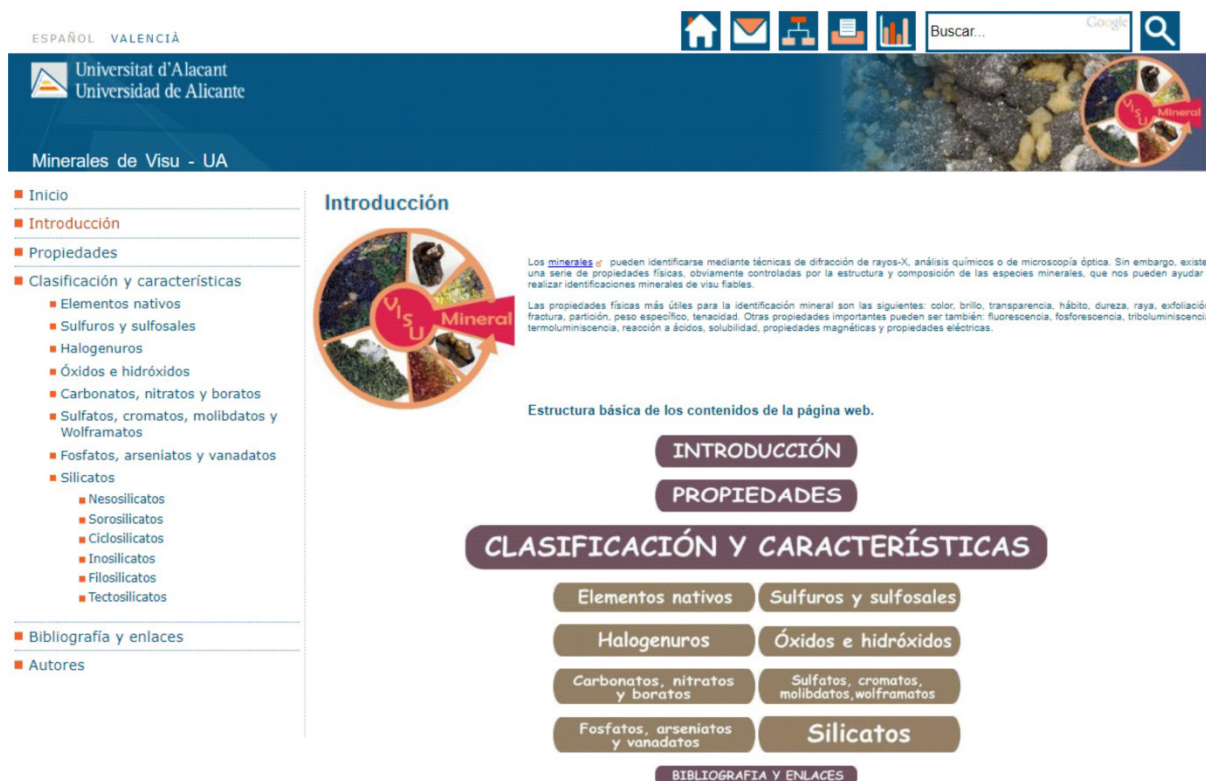 ESPAÑOL VALENCIÀ
Buscar...
Google
Universitat d'Alacant
Universidad de Alicante
Minerales de Visu - UA
VISU Mineral
Inicio
Introducción
Propiedades
Clasificación y características
Elementos nativos
Sulfuros y sulfosales
Halogenuros
Óxidos e hidróxidos
Carbonatos, nitratos y boratos
Sulfatos, cromatos, molibdatos y
Wolframatos
Fosfatos, arseniatos y vanadatos
Silicatos
Nesosilicatos
Sorosilicatos
Ciclosilicatos
Inosilicatos
Filosilicatos
Tectosilicatos
Bibliografía y enlaces
Autores
Introducción
VISU Mineral
Los minerales pueden identificarse mediante técnicas de difracción de rayos-X, análisis químicos o de microscopía óptica. Sin embargo, existe
una serie de propiedades físicas, obviamente controladas por la estructura y composición de las especies minerales, que nos pueden ayudar
realizar identificaciones minerales de visu fiables.
Las propiedades físicas más útiles para la identificación mineral son las siguientes: color, brillo, transparencia, hábito, dureza, raya, exfoliación
fractura, partición, peso específico, tenacidad. Otras propiedades importantes pueden ser también: fluorescencia, fosforescencia, triboluminiscencia
termoluminiscencia, reacción a ácidos, solubilidad, propiedades magnéticas y propiedades eléctricas.
Estructura básica de los contenidos de la página web.
INTRODUCCIÓN
PROPIEDADES
CLASIFICACIÓN Y CARACTERÍSTICAS
Elementos nativos
Sulfuros y sulfosales
Halogenuros
Óxidos e hidróxidos
Carbonatos, nitratos
y boratos
Sulfatos, cromatos,
molibdatos,wolframatos
Fosfatos, arseniatos
y vanadatos
Silicatos
BIBLIOGRAFIA Y ENLACES